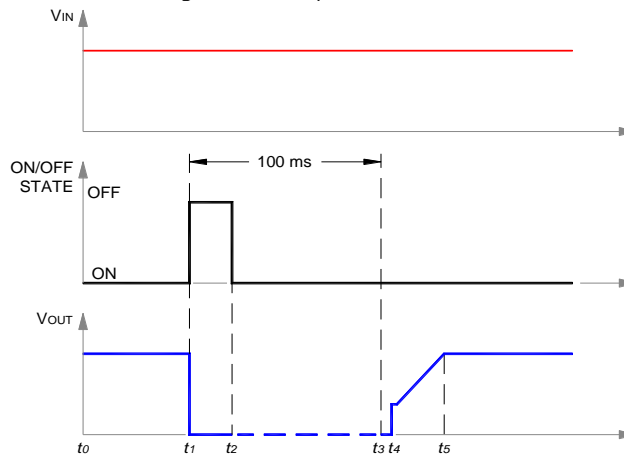 VIN
100 ms
ON/OFF
STATE
OFF
ON
VOUT
t0 t1 t2 t3 t4 t5